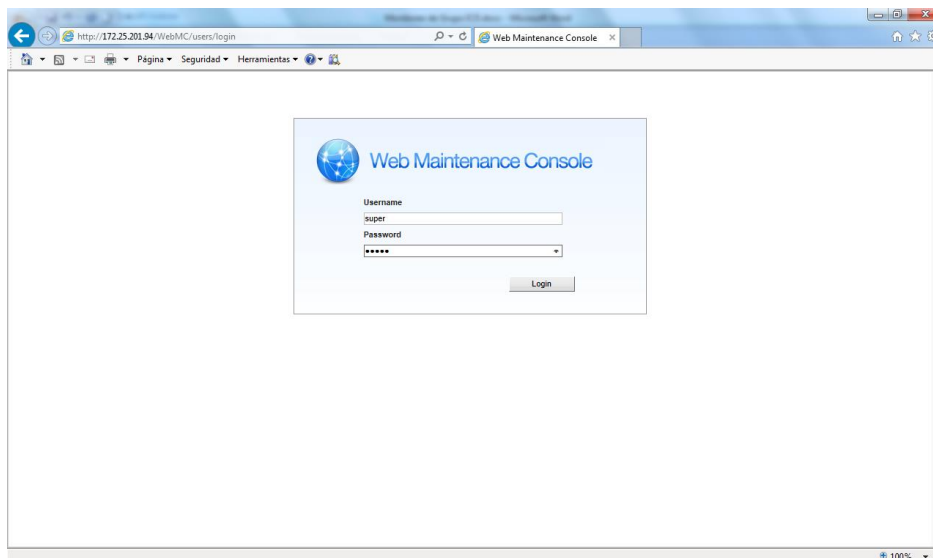 http://172.25.201.94/WebMC/users/login
Web Maintenance Console
Página Seguridad Herramientas
Web Maintenance Console
Username
super
Password
•••••
Login
100%